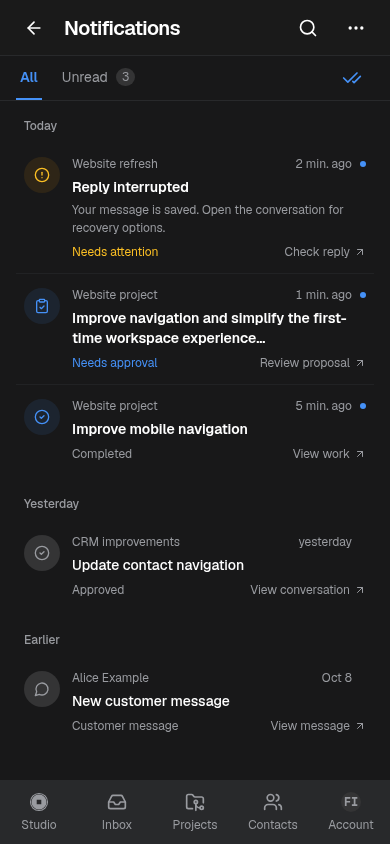 Notifications
All
Unread 3
Today
Website refresh 2 min. ago
Reply interrupted
Your message is saved. Open the conversation for
recovery options.
Needs attention Check reply
Website project 1 min. ago
Improve navigation and simplify the first-
time workspace experience...
Needs approval Review proposal
Website project 5 min. ago
Improve mobile navigation
Completed View work
Yesterday
CRM improvements yesterday
Update contact navigation
Approved View conversation
Earlier
Alice Example Oct 8
New customer message
Customer message View message
FI
Studio Inbox Projects Contacts Account